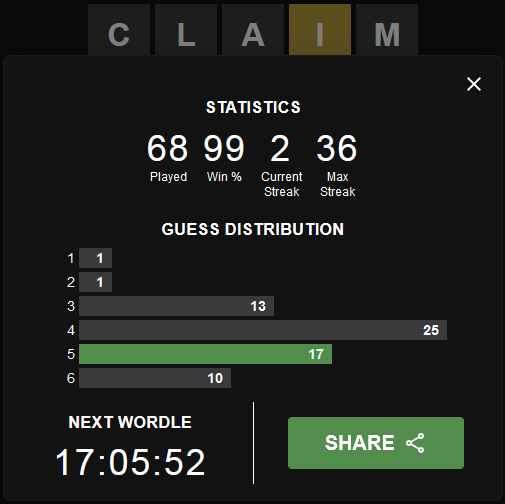 C L A I M
STATISTICS
68 99 2 36
Played Win % Current Streak Max Streak
GUESS DISTRIBUTION
1 1
2 1
3 13
4 25
5 17
6 10
NEXT WORDLE
17:05:52
SHARE